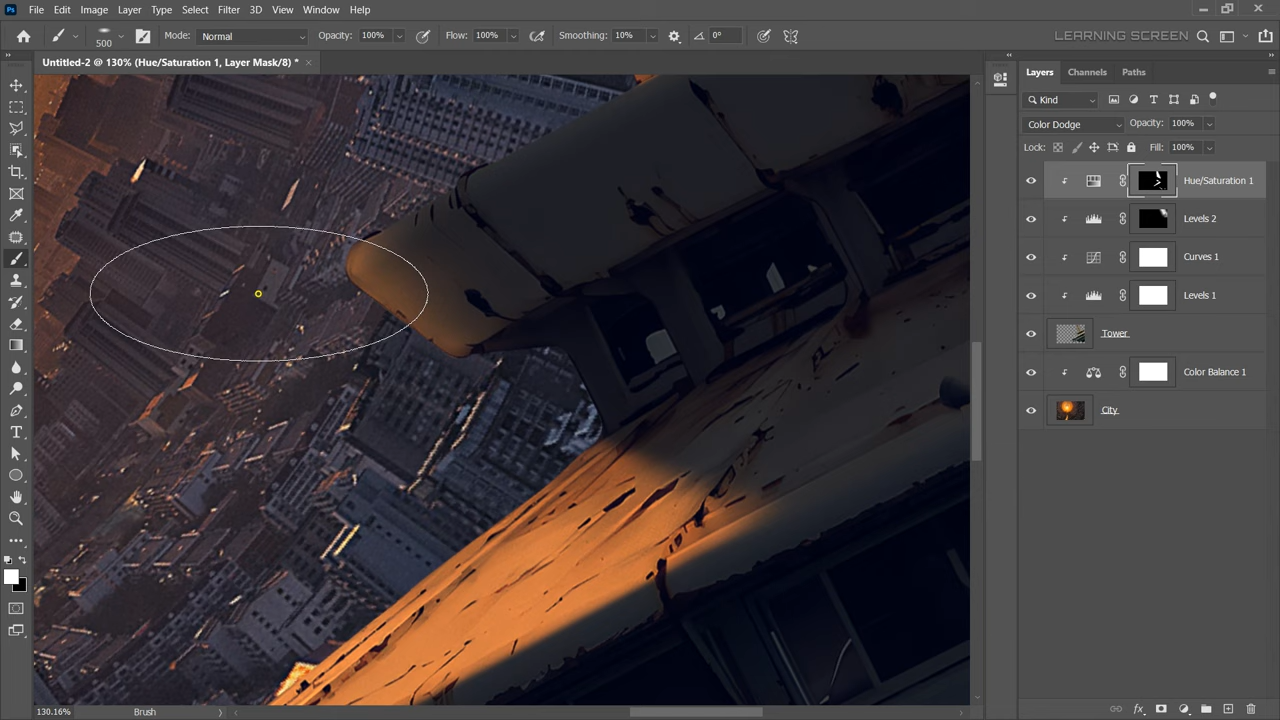 Ps File Edit Image Layer Type Select Filter 3D View Window Help
500 Mode: Normal Opacity: 100% Flow: 100% Smoothing: 10% 0° LEARNING SCREEN
Untitled-2 @ 130% (Hue/Saturation 1, Layer Mask/8) *
Layers Channels Paths
Kind
Color Dodge Opacity: 100%
Lock: Fill: 100%
Hue/Saturation 1
Levels 2
Curves 1
Levels 1
Tower
Color Balance 1
City
130.16% Brush